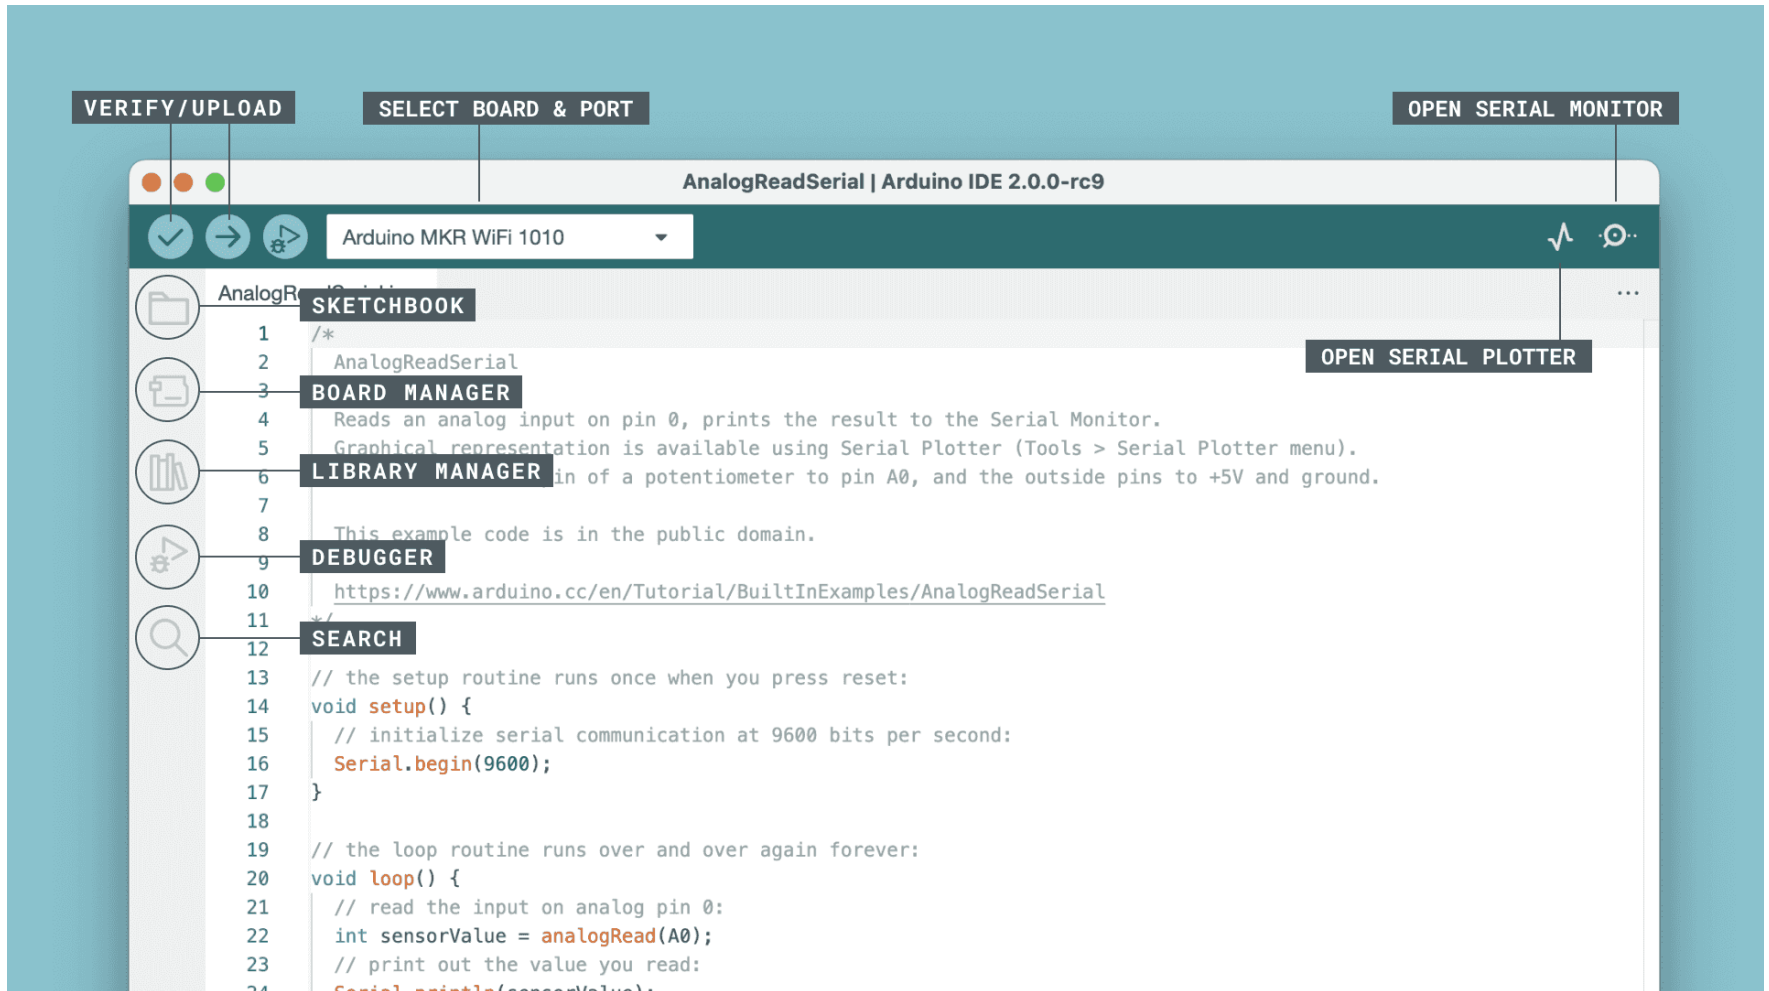 VERIFY/UPLOAD
SELECT BOARD & PORT
OPEN SERIAL MONITOR
AnalogReadSerial | Arduino IDE 2.0.0-rc9
Arduino MKR WiFi 1010
SKETCHBOOK
...
1 /*
2 AnalogReadSerial
OPEN SERIAL PLOTTER
3
BOARD MANAGER
4 Reads an analog input on pin 0, prints the result to the Serial Monitor.
5 Graphical representation is available using Serial Plotter (Tools > Serial Plotter menu).
LIBRARY MANAGER
6 of a potentiometer to pin A0, and the outside pins to +5V and ground.
7
8 This example code is in the public domain.
DEBUGGER
9
10 https://www.arduino.cc/en/Tutorial/BuiltInExamples/AnalogReadSerial
11 */
SEARCH
12
13 // the setup routine runs once when you press reset:
14 void setup() {
15 // initialize serial communication at 9600 bits per second:
16 Serial.begin(9600);
17 }
18
19 // the loop routine runs over and over again forever:
20 void loop() {
21 // read the input on analog pin 0:
22 int sensorValue = analogRead(A0);
23 // print out the value you read:
24 Serial.println(sensorValue);